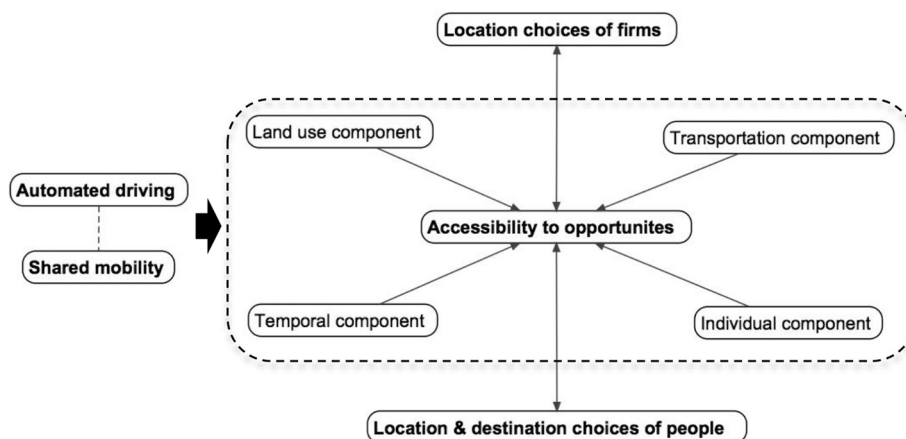 Location choices of firms
Land use component
Transportation component
Automated driving
Accessibility to opportunites
Shared mobility
Temporal component
Individual component
Location & destination choices of people